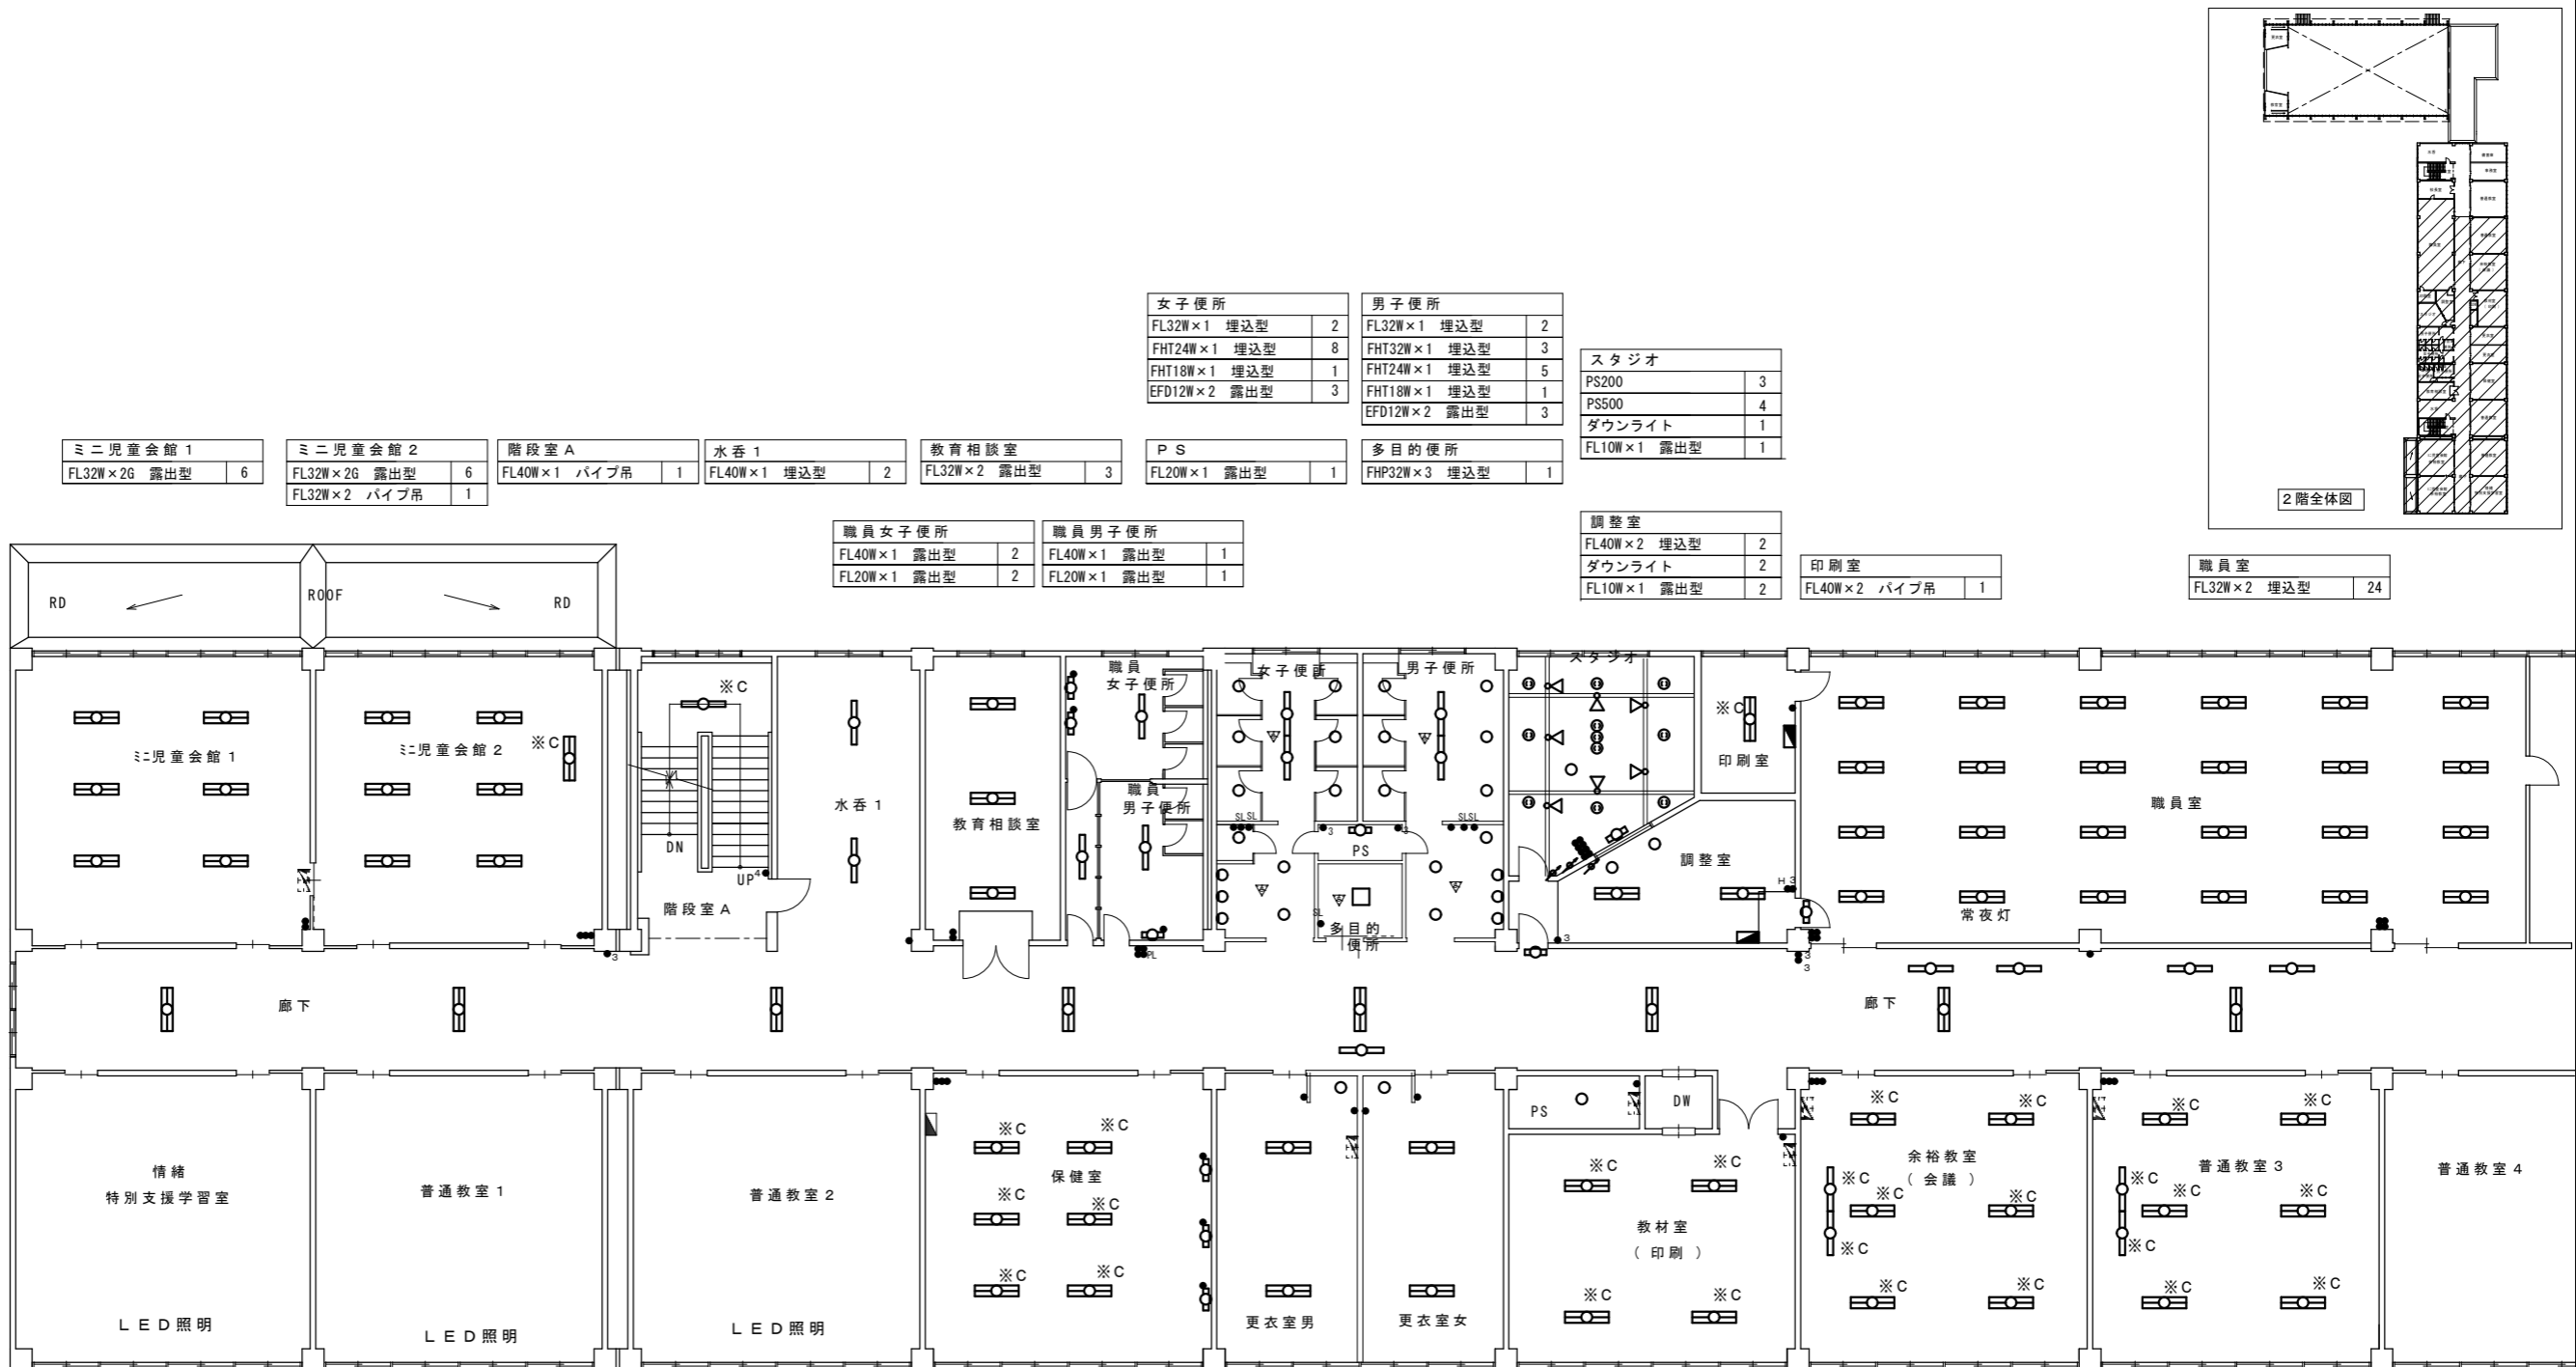 2階全体図
女子便所
FL32W×1 埋込型 2
FHT24W×1 埋込型 8
FHT18W×1 埋込型 1
EFD12W×2 露出型 3
男子便所
FL32W×1 埋込型 2
FHT32W×1 埋込型 3
FHT24W×1 埋込型 5
FHT18W×1 埋込型 1
EFD12W×2 露出型 3
スタジオ
PS200 3
PS500 4
ダウンライト 1
FL10W×1 露出型 1
ミニ児童会館1
FL32W×2G 露出型 6
ミニ児童会館2
FL32W×2G 露出型 6
FL32W×2 パイプ吊 1
階段室A
FL40W×1 パイプ吊 1
水呑1
FL40W×1 埋込型 2
教育相談室
FL32W×2 露出型 3
PS
FL20W×1 露出型 1
多目的便所
FHP32W×3 埋込型 1
職員女子便所
FL40W×1 露出型 2
FL20W×1 露出型 2
職員男子便所
FL40W×1 露出型 1
FL20W×1 露出型 1
調整室
FL40W×2 埋込型 2
ダウンライト 2
FL10W×1 露出型 2
印刷室
FL40W×2 パイプ吊 1
職員室
FL32W×2 埋込型 24
RD
ROOF
RD
ミニ児童会館1
ミニ児童会館2
※C
※C
DN
UP
4
階段室A
水呑1
教育相談室
職員
女子便所
職員
男子便所
女子便所
男子便所
SL SL
3
3
SLSL
PS
SL
多目的
便所
スタジオ
調整室
※C
印刷室
H 3
3
職員室
常夜灯
3
PL
3
3
廊下
廊下
情緒
特別支援学習室
LED照明
普通教室1
LED照明
普通教室2
LED照明
※C
※C
保健室
※C
※C
※C
※C
更衣室男
更衣室女
PS
DW
※C
※C
教材室
(印刷)
※C
※C
※C
※C
余裕教室
(会議)
※C
※C
※C
※C
※C
※C
※C
※C
普通教室3
※C
※C
※C
※C
※C
※C
普通教室4